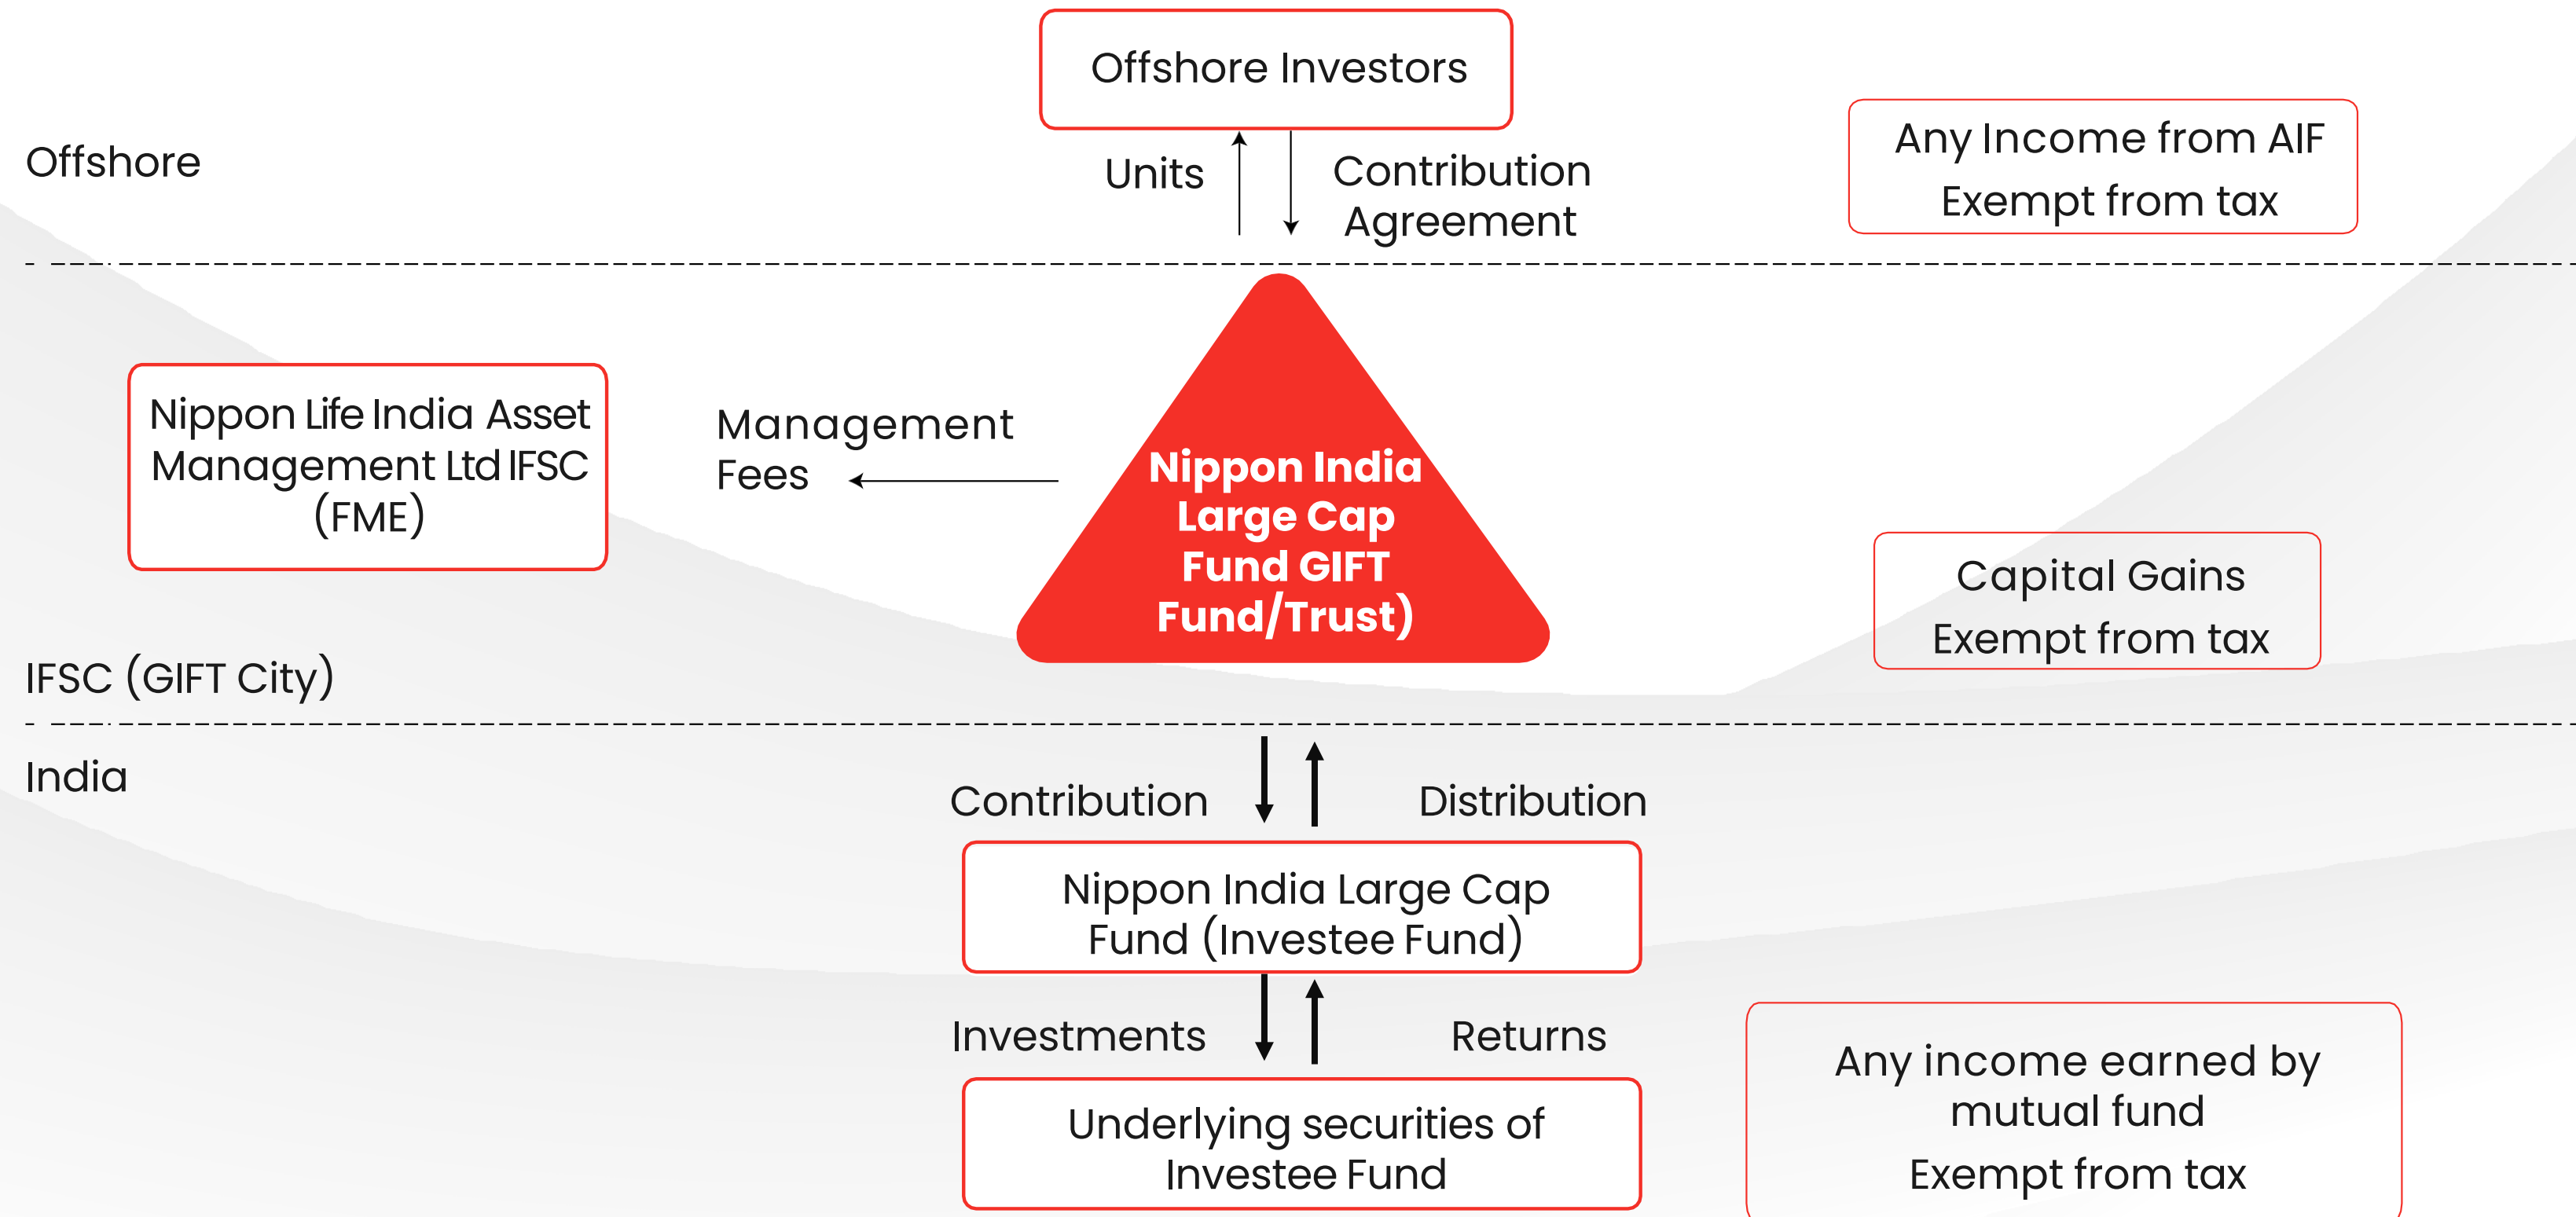 Offshore Investors
Offshore
Units
Contribution
Agreement
Any Income from AIF
Exempt from tax
Nippon Life India Asset
Management Ltd IFSC
(FME)
Management
Fees
Nippon India
Large Cap
Fund GIFT
Fund/Trust)
Capital Gains
Exempt from tax
IFSC (GIFT City)
India
Contribution
Distribution
Nippon India Large Cap
Fund (Investee Fund)
Investments
Returns
Underlying securities of
Investee Fund
Any income earned by
mutual fund
Exempt from tax